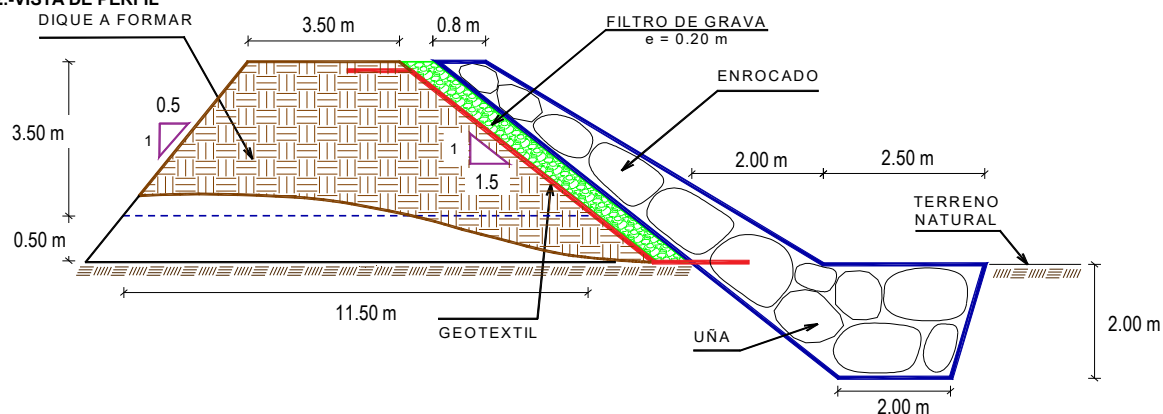 2.-VISTA DE PERFIL
DIQUE A FORMAR
3.50 m
0.8 m
FILTRO DE GRAVA
e = 0.20 m
ENROCADO
0.5
1
3.50 m
1
1.5
2.00 m
2.50 m
TERRENO
NATURAL
0.50 m
11.50 m
GEOTEXTIL
UÑA
2.00 m
2.00 m